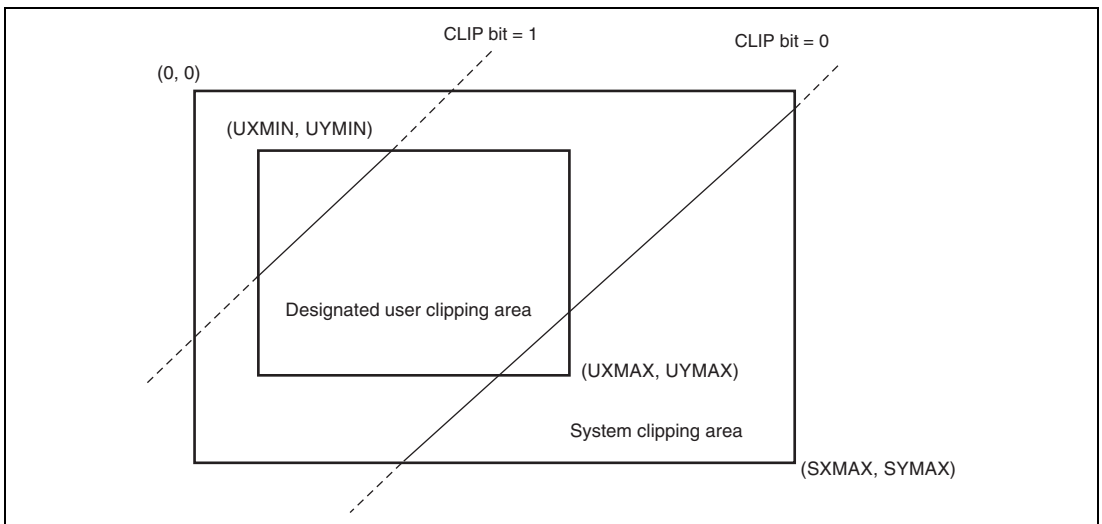 CLIP bit = 1
CLIP bit = 0
(0, 0)
(UXMIN, UYMIN)
Designated user clipping area
(UXMAX, UYMAX)
System clipping area
(SXMAX, SYMAX)